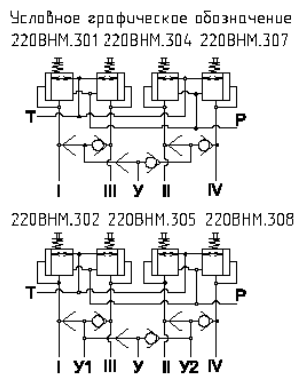 Условное графическое обозначение
220ВНМ.301 220ВНМ.304 220ВНМ.307
Т Р
I III У II IV
220ВНМ.302 220ВНМ.305 220ВНМ.308
Т Р
I У1 III У II У2 IV